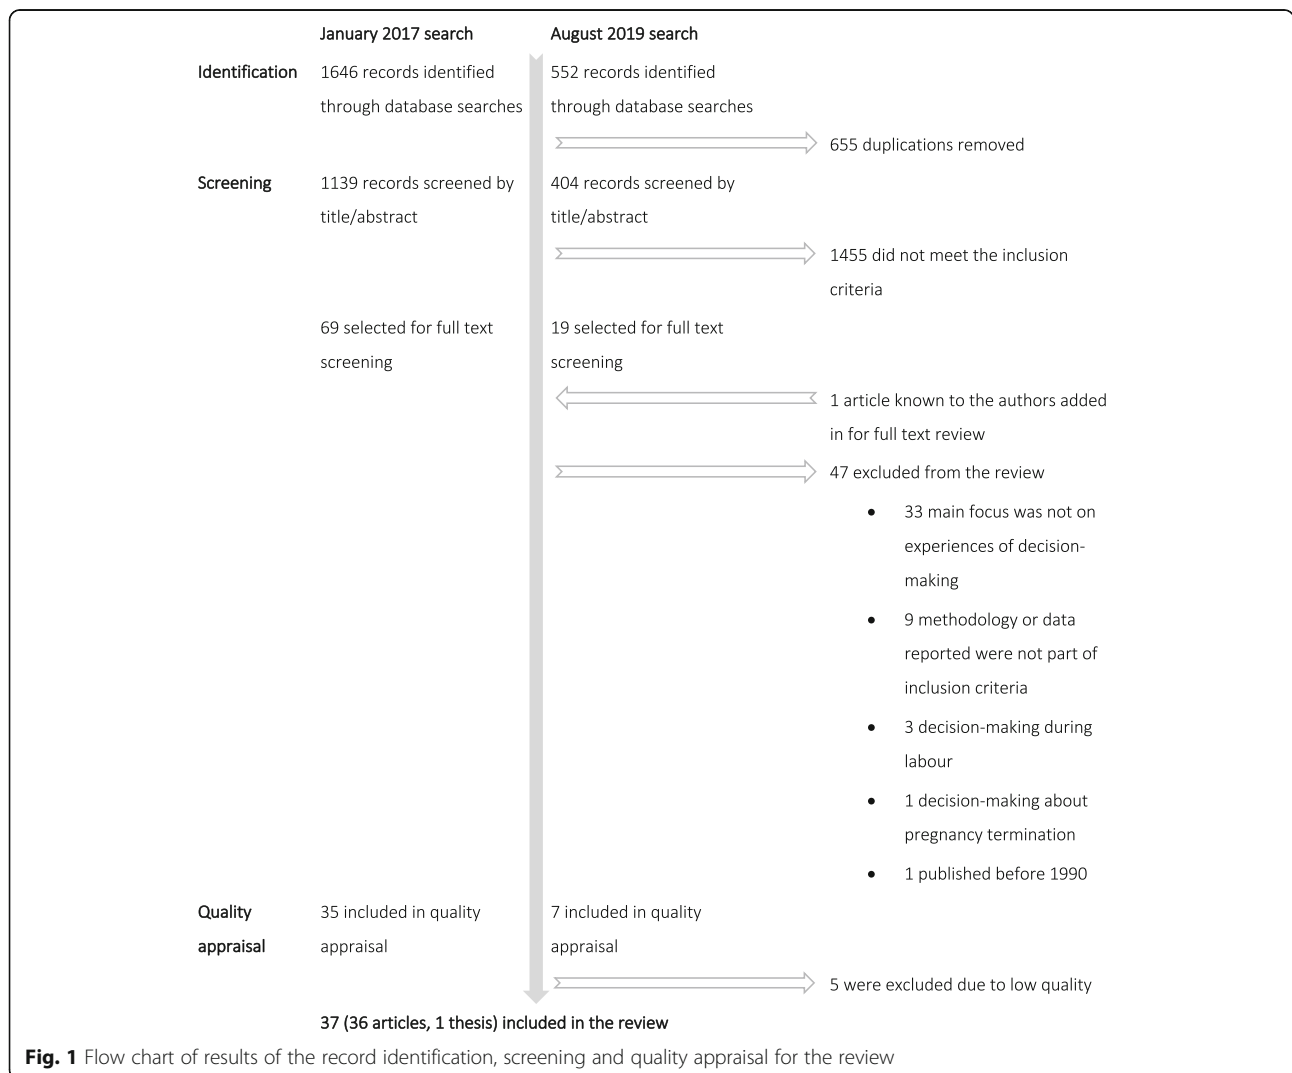 January 2017 search August 2019 search
Identification 1646 records identified 552 records identified
through database searches through database searches
655 duplications removed
Screening 1139 records screened by 404 records screened by
title/abstract title/abstract
1455 did not meet the inclusion
criteria
69 selected for full text 19 selected for full text
screening screening
1 article known to the authors added
in for full text review
47 excluded from the review
• 33 main focus was not on
experiences of decision-
making
• 9 methodology or data
reported were not part of
inclusion criteria
• 3 decision-making during
labour
• 1 decision-making about
pregnancy termination
• 1 published before 1990
Quality 35 included in quality 7 included in quality
appraisal appraisal appraisal
5 were excluded due to low quality
37 (36 articles, 1 thesis) included in the review
Fig. 1 Flow chart of results of the record identification, screening and quality appraisal for the review